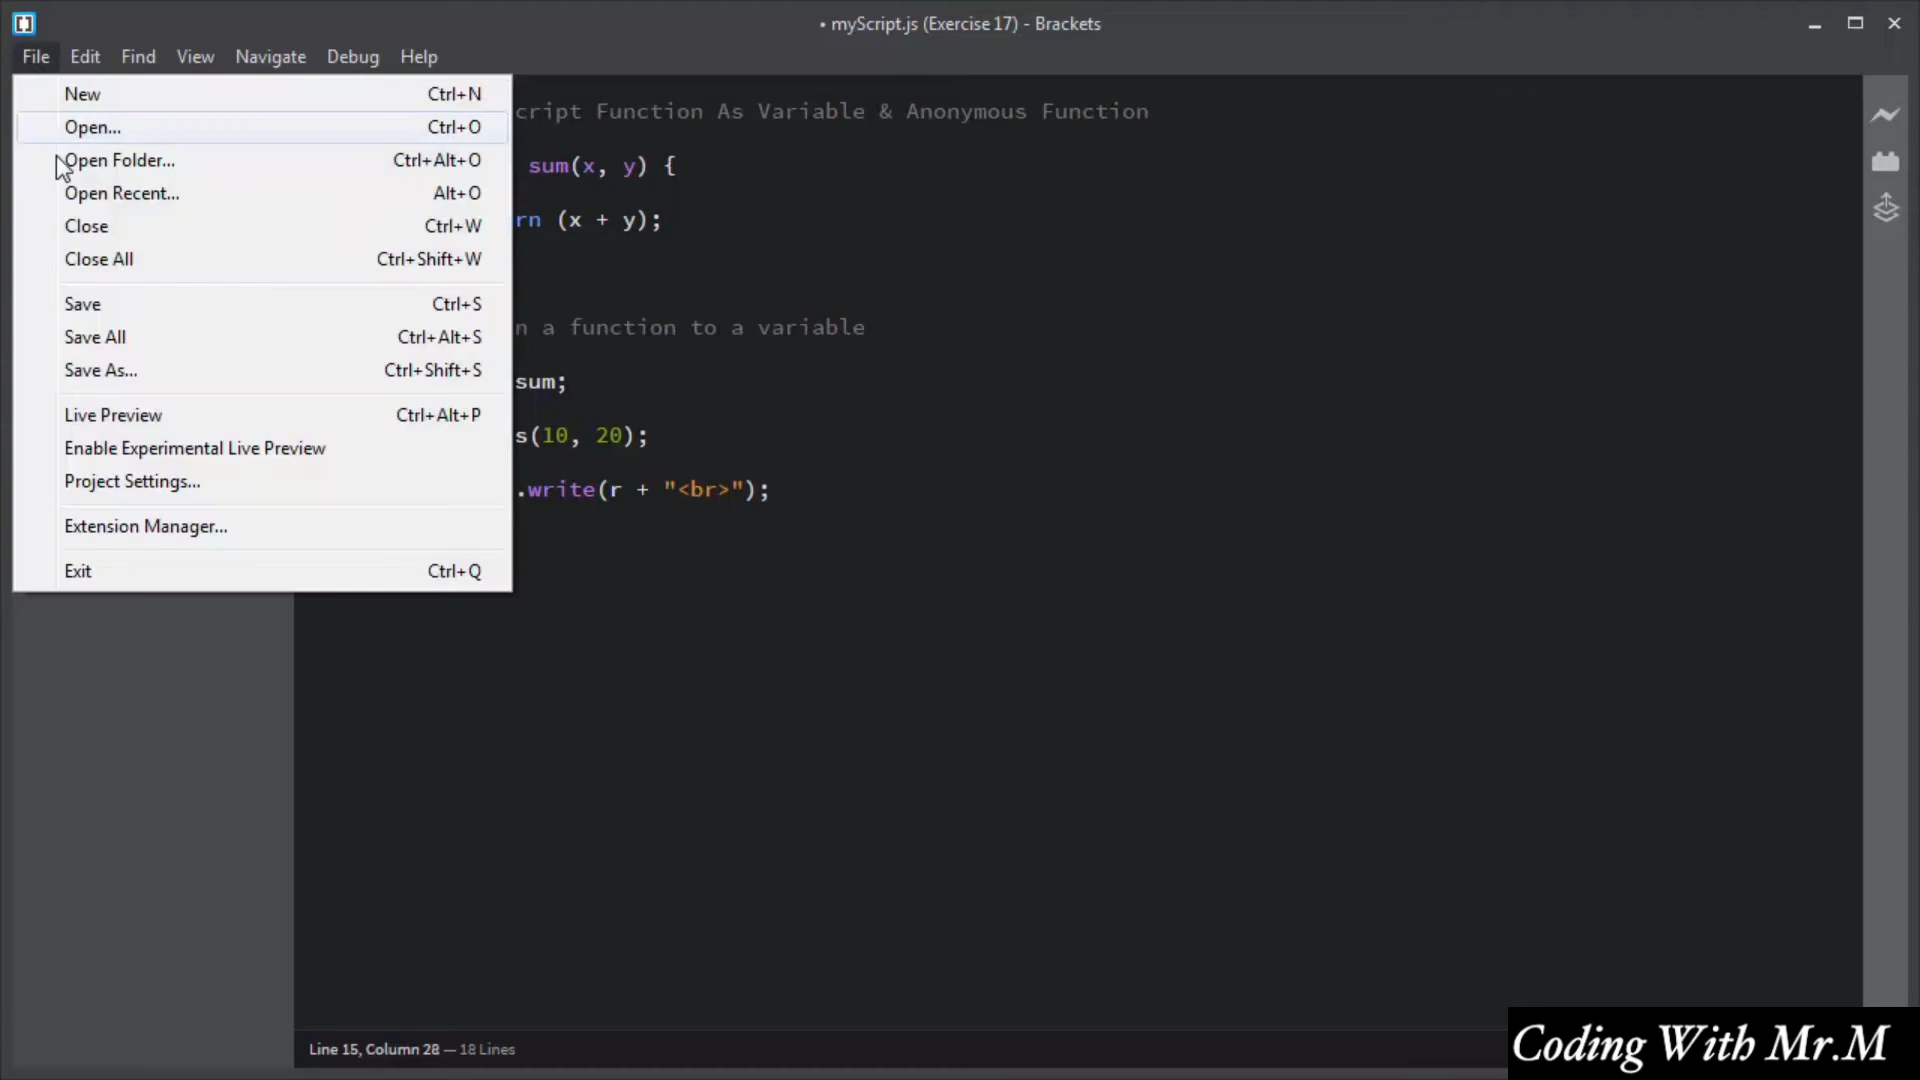 • myScript.js (Exercise 17) - Brackets
File Edit Find View Navigate Debug Help
New Ctrl+N
Open... Ctrl+O
Open Folder... Ctrl+Alt+O
Open Recent... Alt+O
Close Ctrl+W
Close All Ctrl+Shift+W
Save Ctrl+S
Save All Ctrl+Alt+S
Save As... Ctrl+Shift+S
Live Preview Ctrl+Alt+P
Enable Experimental Live Preview
Project Settings...
Extension Manager...
Exit Ctrl+Q
cript Function As Variable & Anonymous Function
sum(x, y) {
rn (x + y);
n a function to a variable
sum;
s(10, 20);
.write(r + "<br>");
Line 15, Column 28 — 18 Lines
Coding With Mr.M